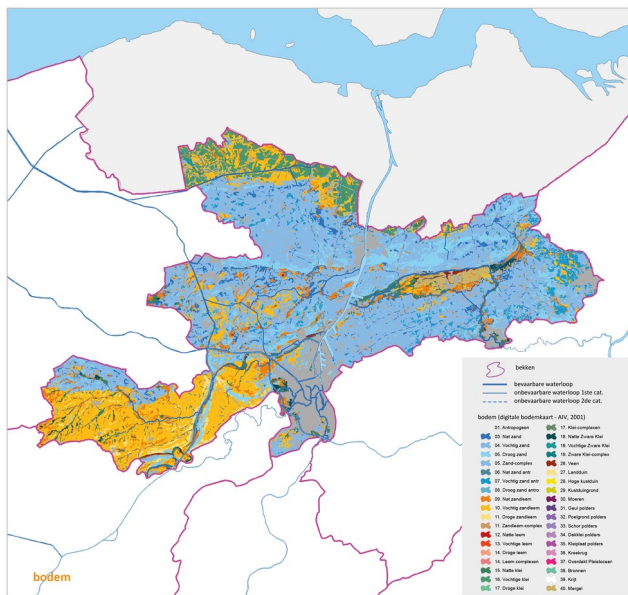 bekken
bevaarbare waterloop
onbevaarbare waterloop 1ste cat.
onbevaarbare waterloop 2de cat.
bodem (digitale bodemkaart - AIV, 2001)
01. Antropogeen
03. Nat zand
04. Vochtig zand
05. Droog zand
05. Zand-complex
06. Nat zand antr
07. Vochtig zand antr
08. Droog zand antro
09. Nat zandleem
10. Vochtig zandleem
11. Droge zandleem
11. Zandleem-complex
12. Natte leem
13. Vochtige leem
14. Droge leem
14. Leem-complexen
15. Natte klei
16. Vochtige klei
17. Droge klei
17. Klei-complexen
18. Natte Zware Klei
19. Vochtige Zware Klei
19. Zware Klei-complex
26. Veen
27. Landduin
28. Hoge kustduin
29. Kustduingrond
30. Moeren
31. Geul polders
32. Poelgrond polders
33. Schor polders
34. Dekklei polders
35. Kleiplaat polders
36. Kreekrug
37. Overdekt Pleistoceen
38. Bronnen
39. Krijt
40. Mergel
bodem